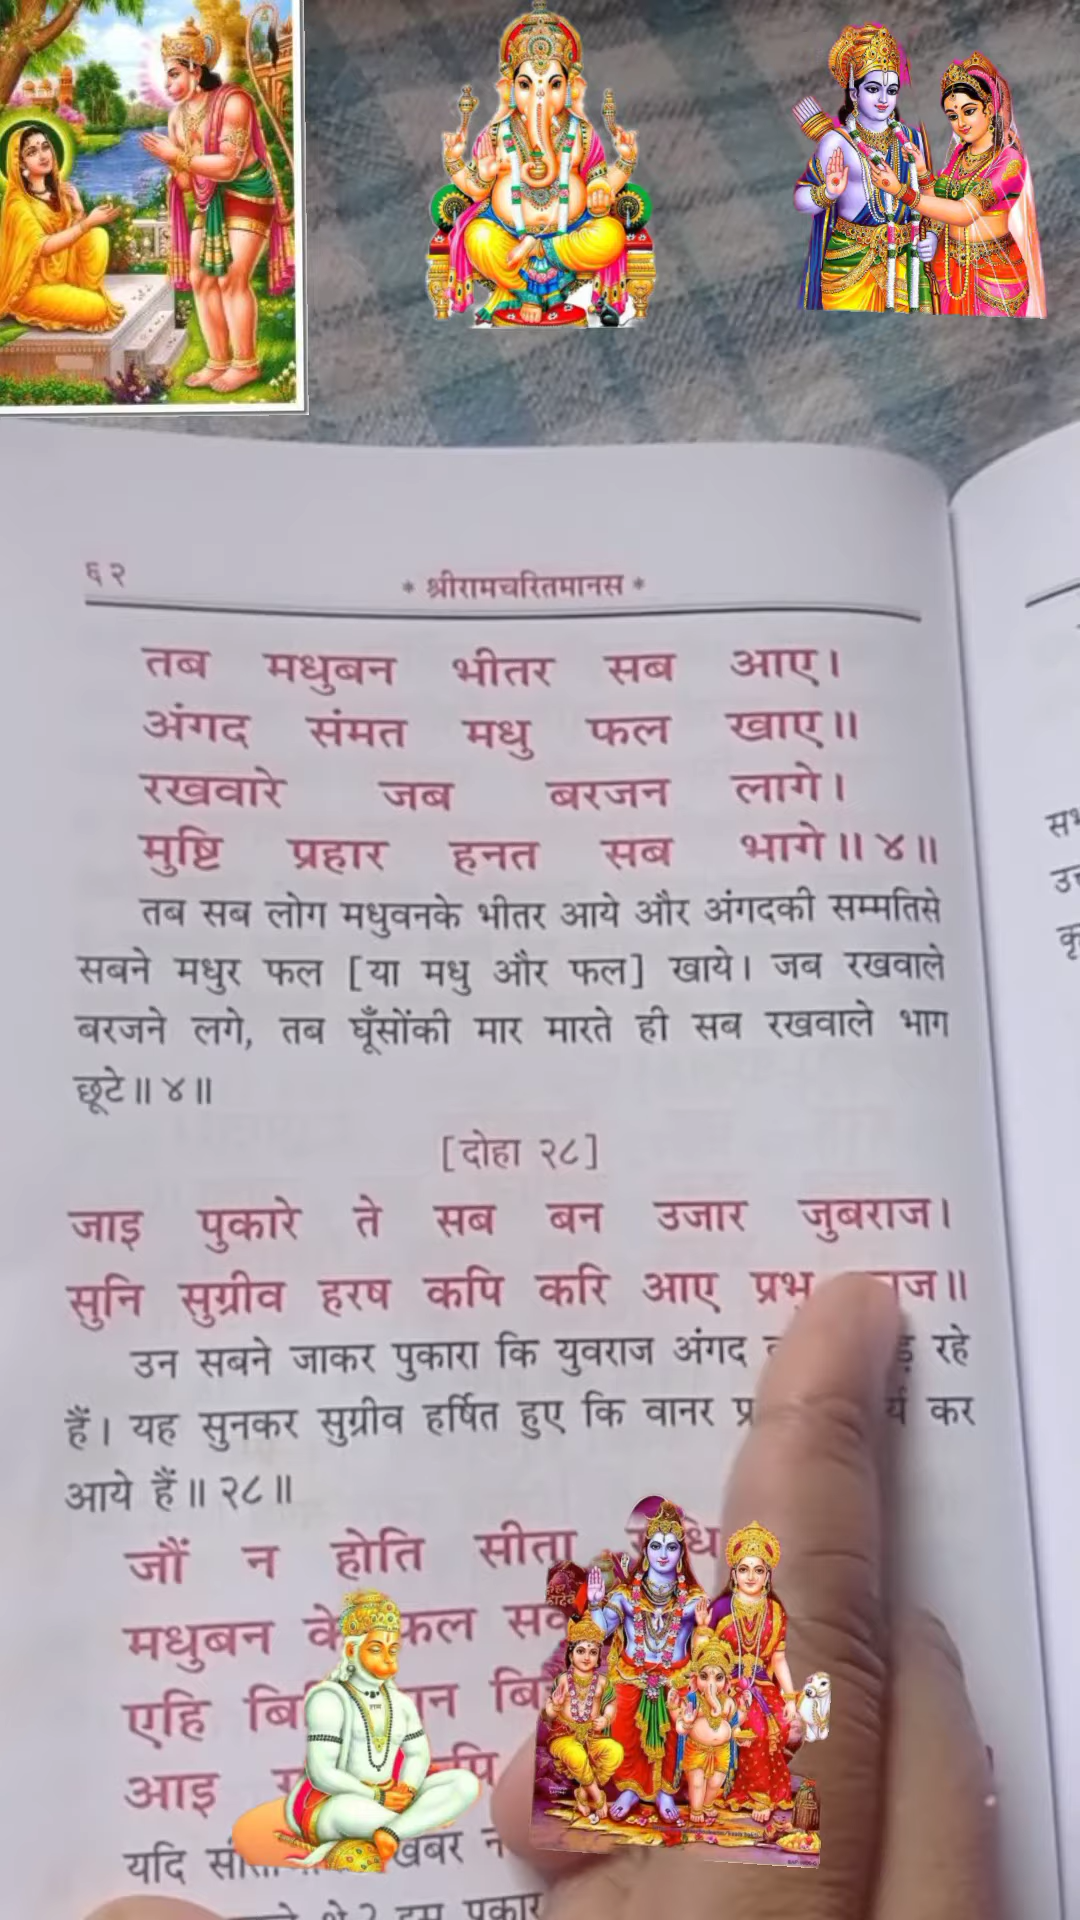 ६२
* श्रीरामचरितमानस *
तब मधुबन भीतर सब आए।
अंगद संमत मधु फल खाए॥
रखवारे जब बरजन लागे।
मुष्टि प्रहार हनत सब भागे॥४॥
तब सब लोग मधुवनके भीतर आये और अंगदकी सम्मतिसे
सबने मधुर फल [या मधु और फल] खाये। जब रखवाले
बरजने लगे, तब घूँसोंकी मार मारते ही सब रखवाले भाग
छूटे॥४॥
[दोहा २८]
जाइ पुकारे ते सब बन उजार जुबराज।
सुनि सुग्रीव हरष कपि करि आए प्रभु
उन सबने जाकर पुकारा कि युवराज अंगद रहे
हैं। यह सुनकर सुग्रीव हर्षित हुए कि वानर कर
आये हैं॥२८॥
जौं न होति सीता
मधुबन के फल
एहि
आइ
यदि खबर
प्रकार